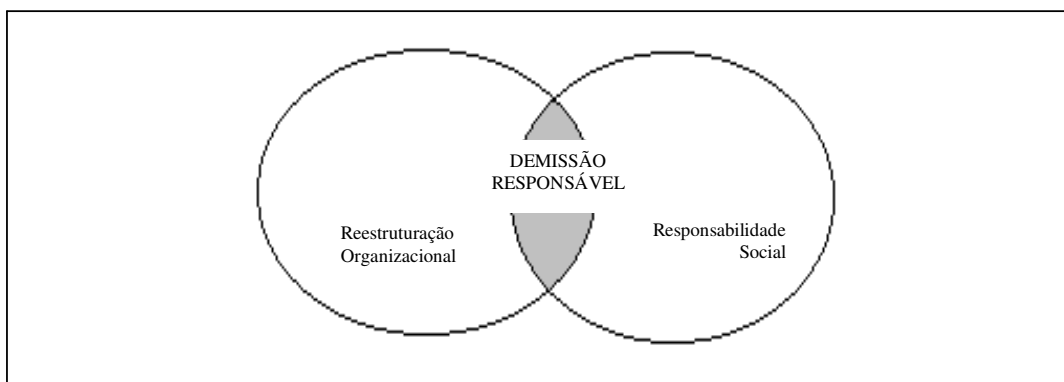 DEMISSÃO
RESPONSÁVEL
Reestruturação
Organizacional
Responsabilidade
Social